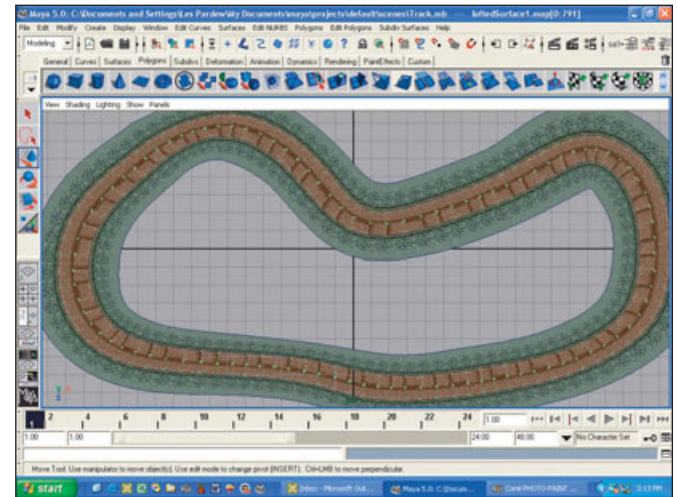 Maya 5.0: C:\Documents and Settings\Les Pardew\My Documents\maya\projects\default\scenes\Track.mb --- loftedSurface1.map[0:791]
File Edit Modify Create Display Window Edit Curves Surfaces Edit NURBS Polygons Edit Polygons Subdiv Surfaces Help
Modeling
General Curves Surfaces Polygons Subdivs Deformation Animation Dynamics Rendering PaintEffects Custom
View Shading Lighting Show Panels
2 4 6 8 10 12 14 16 18 20 22 24 1.00
1.00 1.00 24.00 48.00 No Character Set
Move Tool: Use manipulator to move object(s). Use edit mode to change pivot (INSERT). Ctrl+LMB to move perpendicular.
start Inbox - Microsoft Out... Maya 5.0: C:\Docum... Corel PHOTO-PAINT ... 3:13 PM